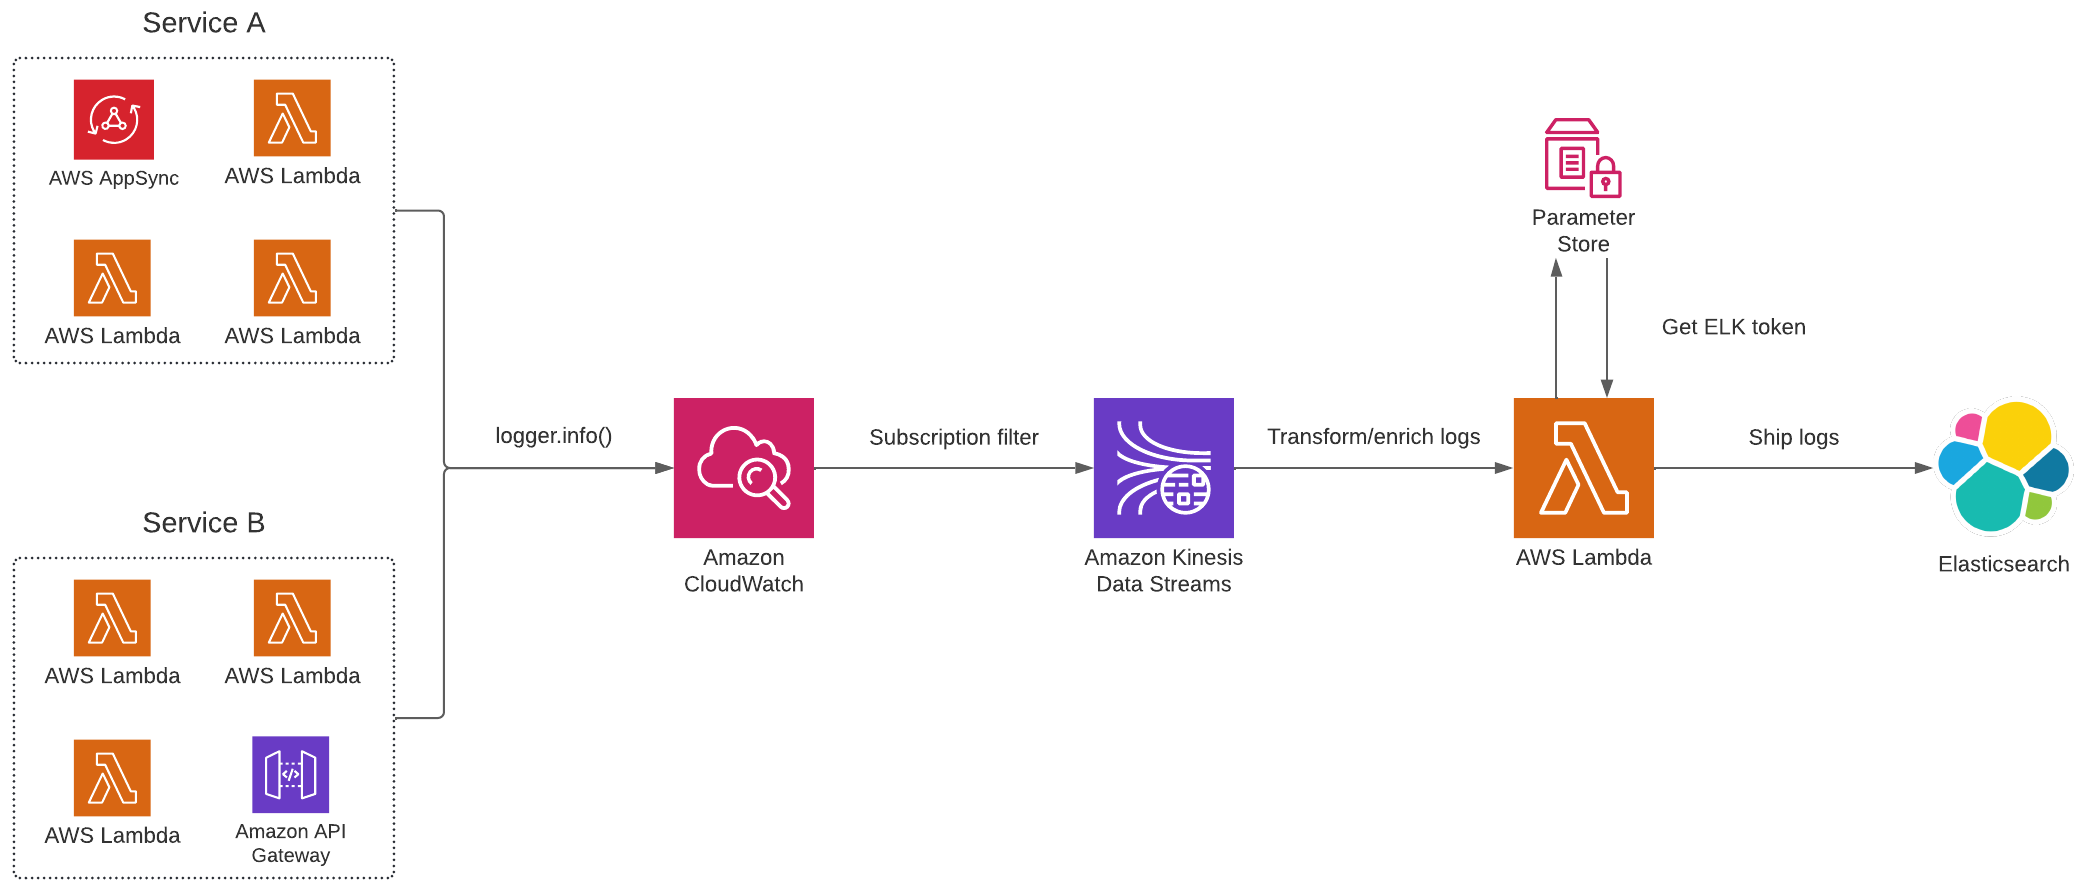 Service A
AWS AppSync
AWS Lambda
AWS Lambda
AWS Lambda
Service B
AWS Lambda
AWS Lambda
AWS Lambda
Amazon API
Gateway
logger.info()
Amazon
CloudWatch
Subscription filter
Amazon Kinesis
Data Streams
Transform/enrich logs
Parameter
Store
Get ELK token
AWS Lambda
Ship logs
Elasticsearch